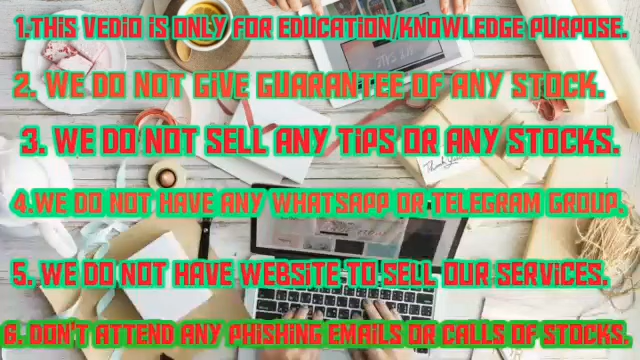 1.THIS VEDIO IS ONLY FOR EDUCATION/KNOWLEDGE PURPOSE.
2. WE DO NOT GIVE GUARANTEE OF ANY STOCK.
3. WE DO NOT SELL ANY TIPS OR ANY STOCKS.
4.WE DO NOT HAVE ANY WHATSAPP OR TELEGRAM GROUP.
5. WE DO NOT HAVE WEBSITE TO SELL OUR SERVICES.
6. DON'T ATTEND ANY PHISHING EMAILS OR CALLS OF STOCKS.